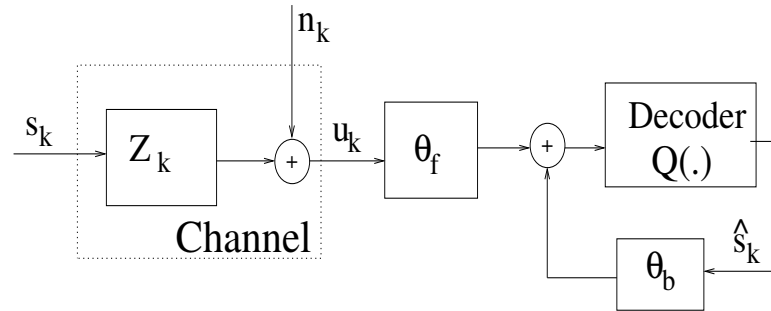 n_k
s_k
Z_k
+
u_k
θ_f
+
Decoder
Q(.)
Channel
ŝ_k
θ_b